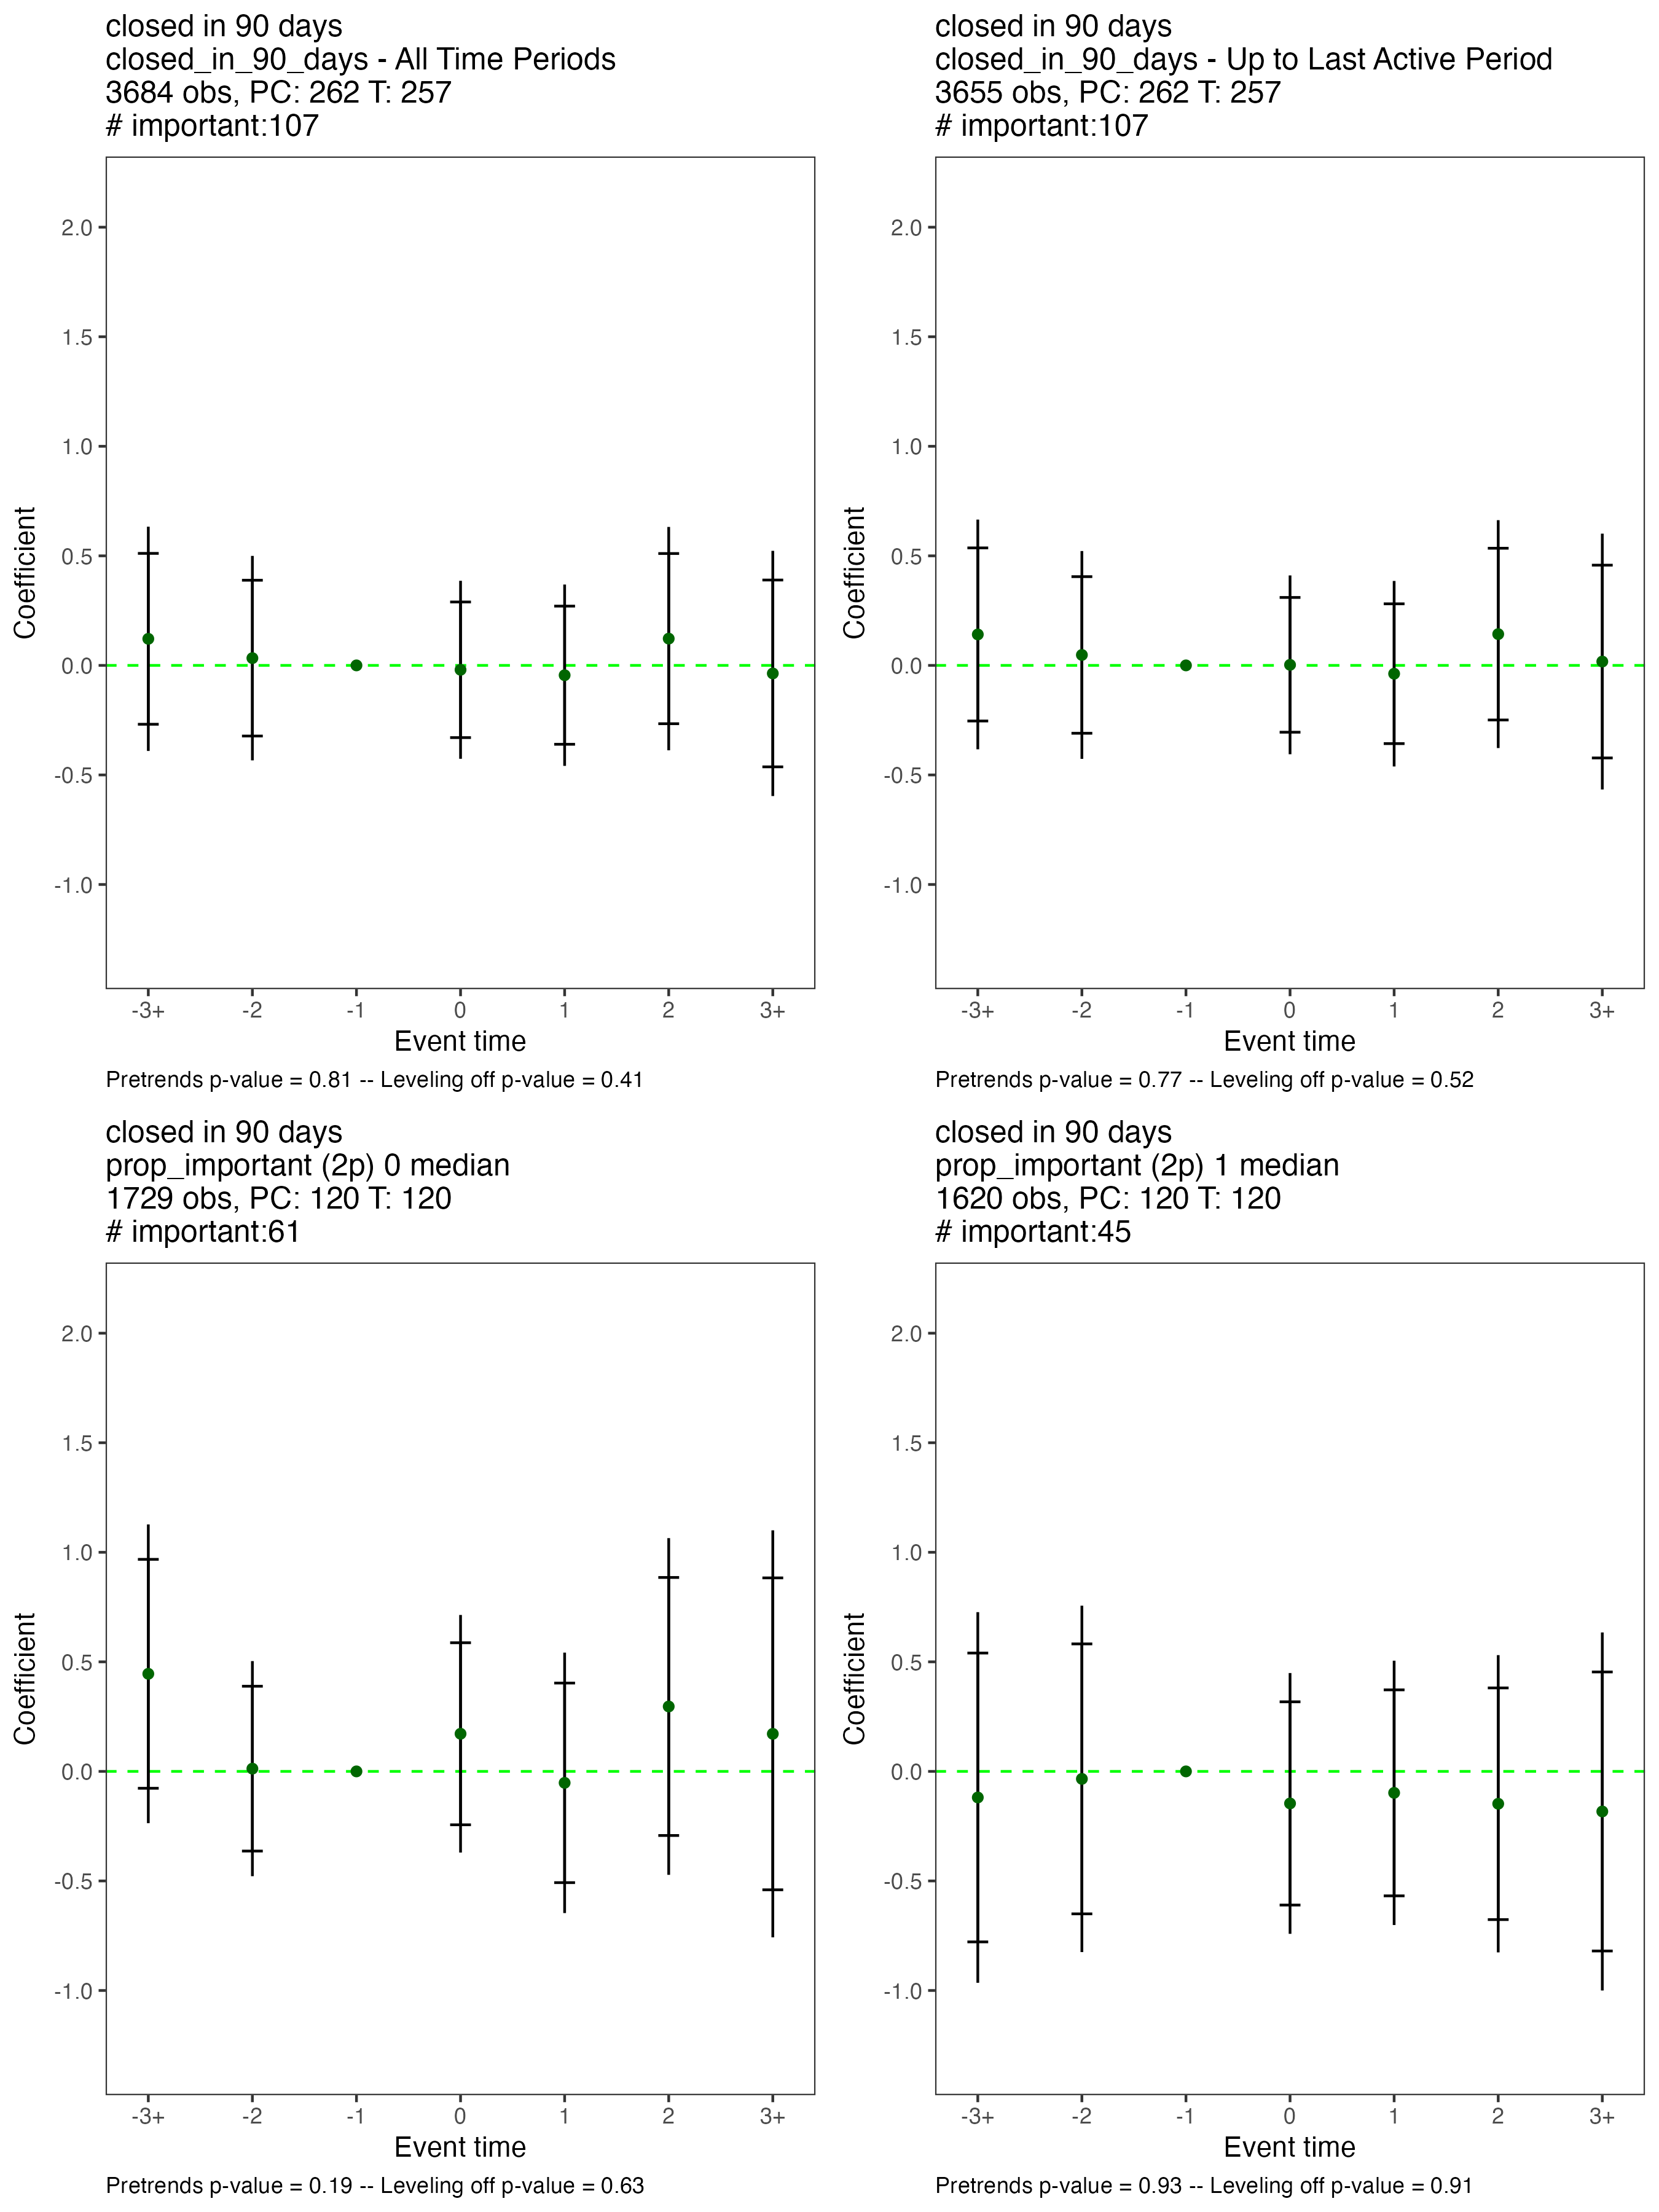 closed in 90 days
closed_in_90_days - All Time Periods
3684 obs, PC: 262 T: 257
# important:107
2.0
1.5
1.0
0.5
0.0
-0.5
-1.0
Coefficient
-3+ -2 -1 0 1 2 3+
Event time
Pretrends p-value = 0.81 -- Leveling off p-value = 0.41
closed in 90 days
closed_in_90_days - Up to Last Active Period
3655 obs, PC: 262 T: 257
# important:107
2.0
1.5
1.0
0.5
0.0
-0.5
-1.0
Coefficient
-3+ -2 -1 0 1 2 3+
Event time
Pretrends p-value = 0.77 -- Leveling off p-value = 0.52
closed in 90 days
prop_important (2p) 0 median
1729 obs, PC: 120 T: 120
# important:61
2.0
1.5
1.0
0.5
0.0
-0.5
-1.0
Coefficient
-3+ -2 -1 0 1 2 3+
Event time
Pretrends p-value = 0.19 -- Leveling off p-value = 0.63
closed in 90 days
prop_important (2p) 1 median
1620 obs, PC: 120 T: 120
# important:45
2.0
1.5
1.0
0.5
0.0
-0.5
-1.0
Coefficient
-3+ -2 -1 0 1 2 3+
Event time
Pretrends p-value = 0.93 -- Leveling off p-value = 0.91